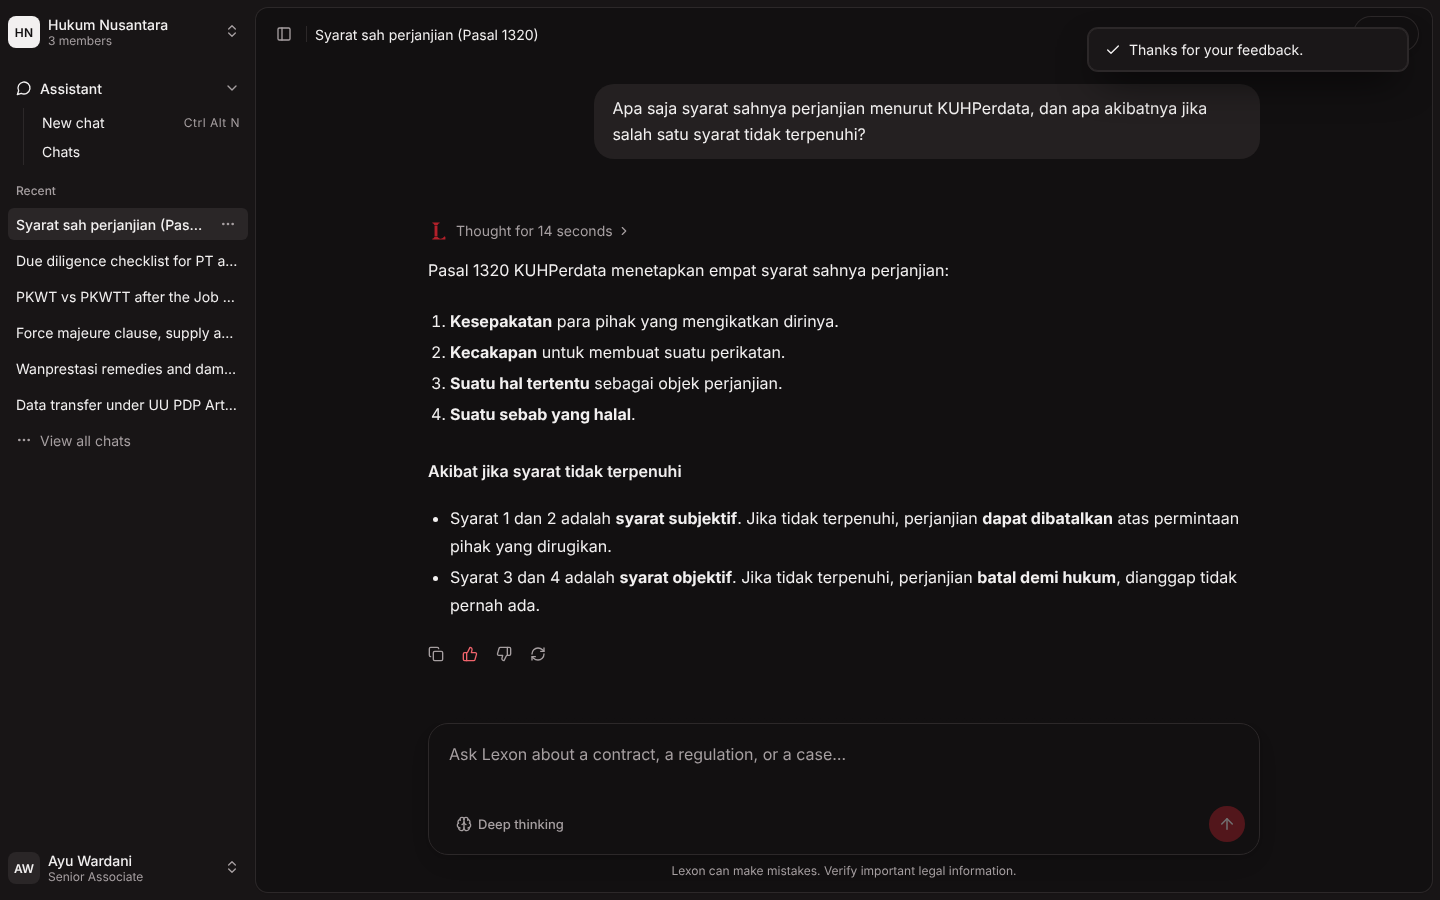 HN
Hukum Nusantara
3 members
Assistant
New chat
Ctrl Alt N
Chats
Recent
Syarat sah perjanjian (Pas...
Due diligence checklist for PT a...
PKWT vs PKWTT after the Job ...
Force majeure clause, supply a...
Wanprestasi remedies and dam...
Data transfer under UU PDP Art...
View all chats
AW
Ayu Wardani
Senior Associate
Syarat sah perjanjian (Pasal 1320)
Thanks for your feedback.
Apa saja syarat sahnya perjanjian menurut KUHPerdata, dan apa akibatnya jika
salah satu syarat tidak terpenuhi?
L
Thought for 14 seconds
Pasal 1320 KUHPerdata menetapkan empat syarat sahnya perjanjian:
1. Kesepakatan para pihak yang mengikatkan dirinya.
2. Kecakapan untuk membuat suatu perikatan.
3. Suatu hal tertentu sebagai objek perjanjian.
4. Suatu sebab yang halal.
Akibat jika syarat tidak terpenuhi
• Syarat 1 dan 2 adalah syarat subjektif. Jika tidak terpenuhi, perjanjian dapat dibatalkan atas permintaan
pihak yang dirugikan.
• Syarat 3 dan 4 adalah syarat objektif. Jika tidak terpenuhi, perjanjian batal demi hukum, dianggap tidak
pernah ada.
Ask Lexon about a contract, a regulation, or a case...
Deep thinking
Lexon can make mistakes. Verify important legal information.